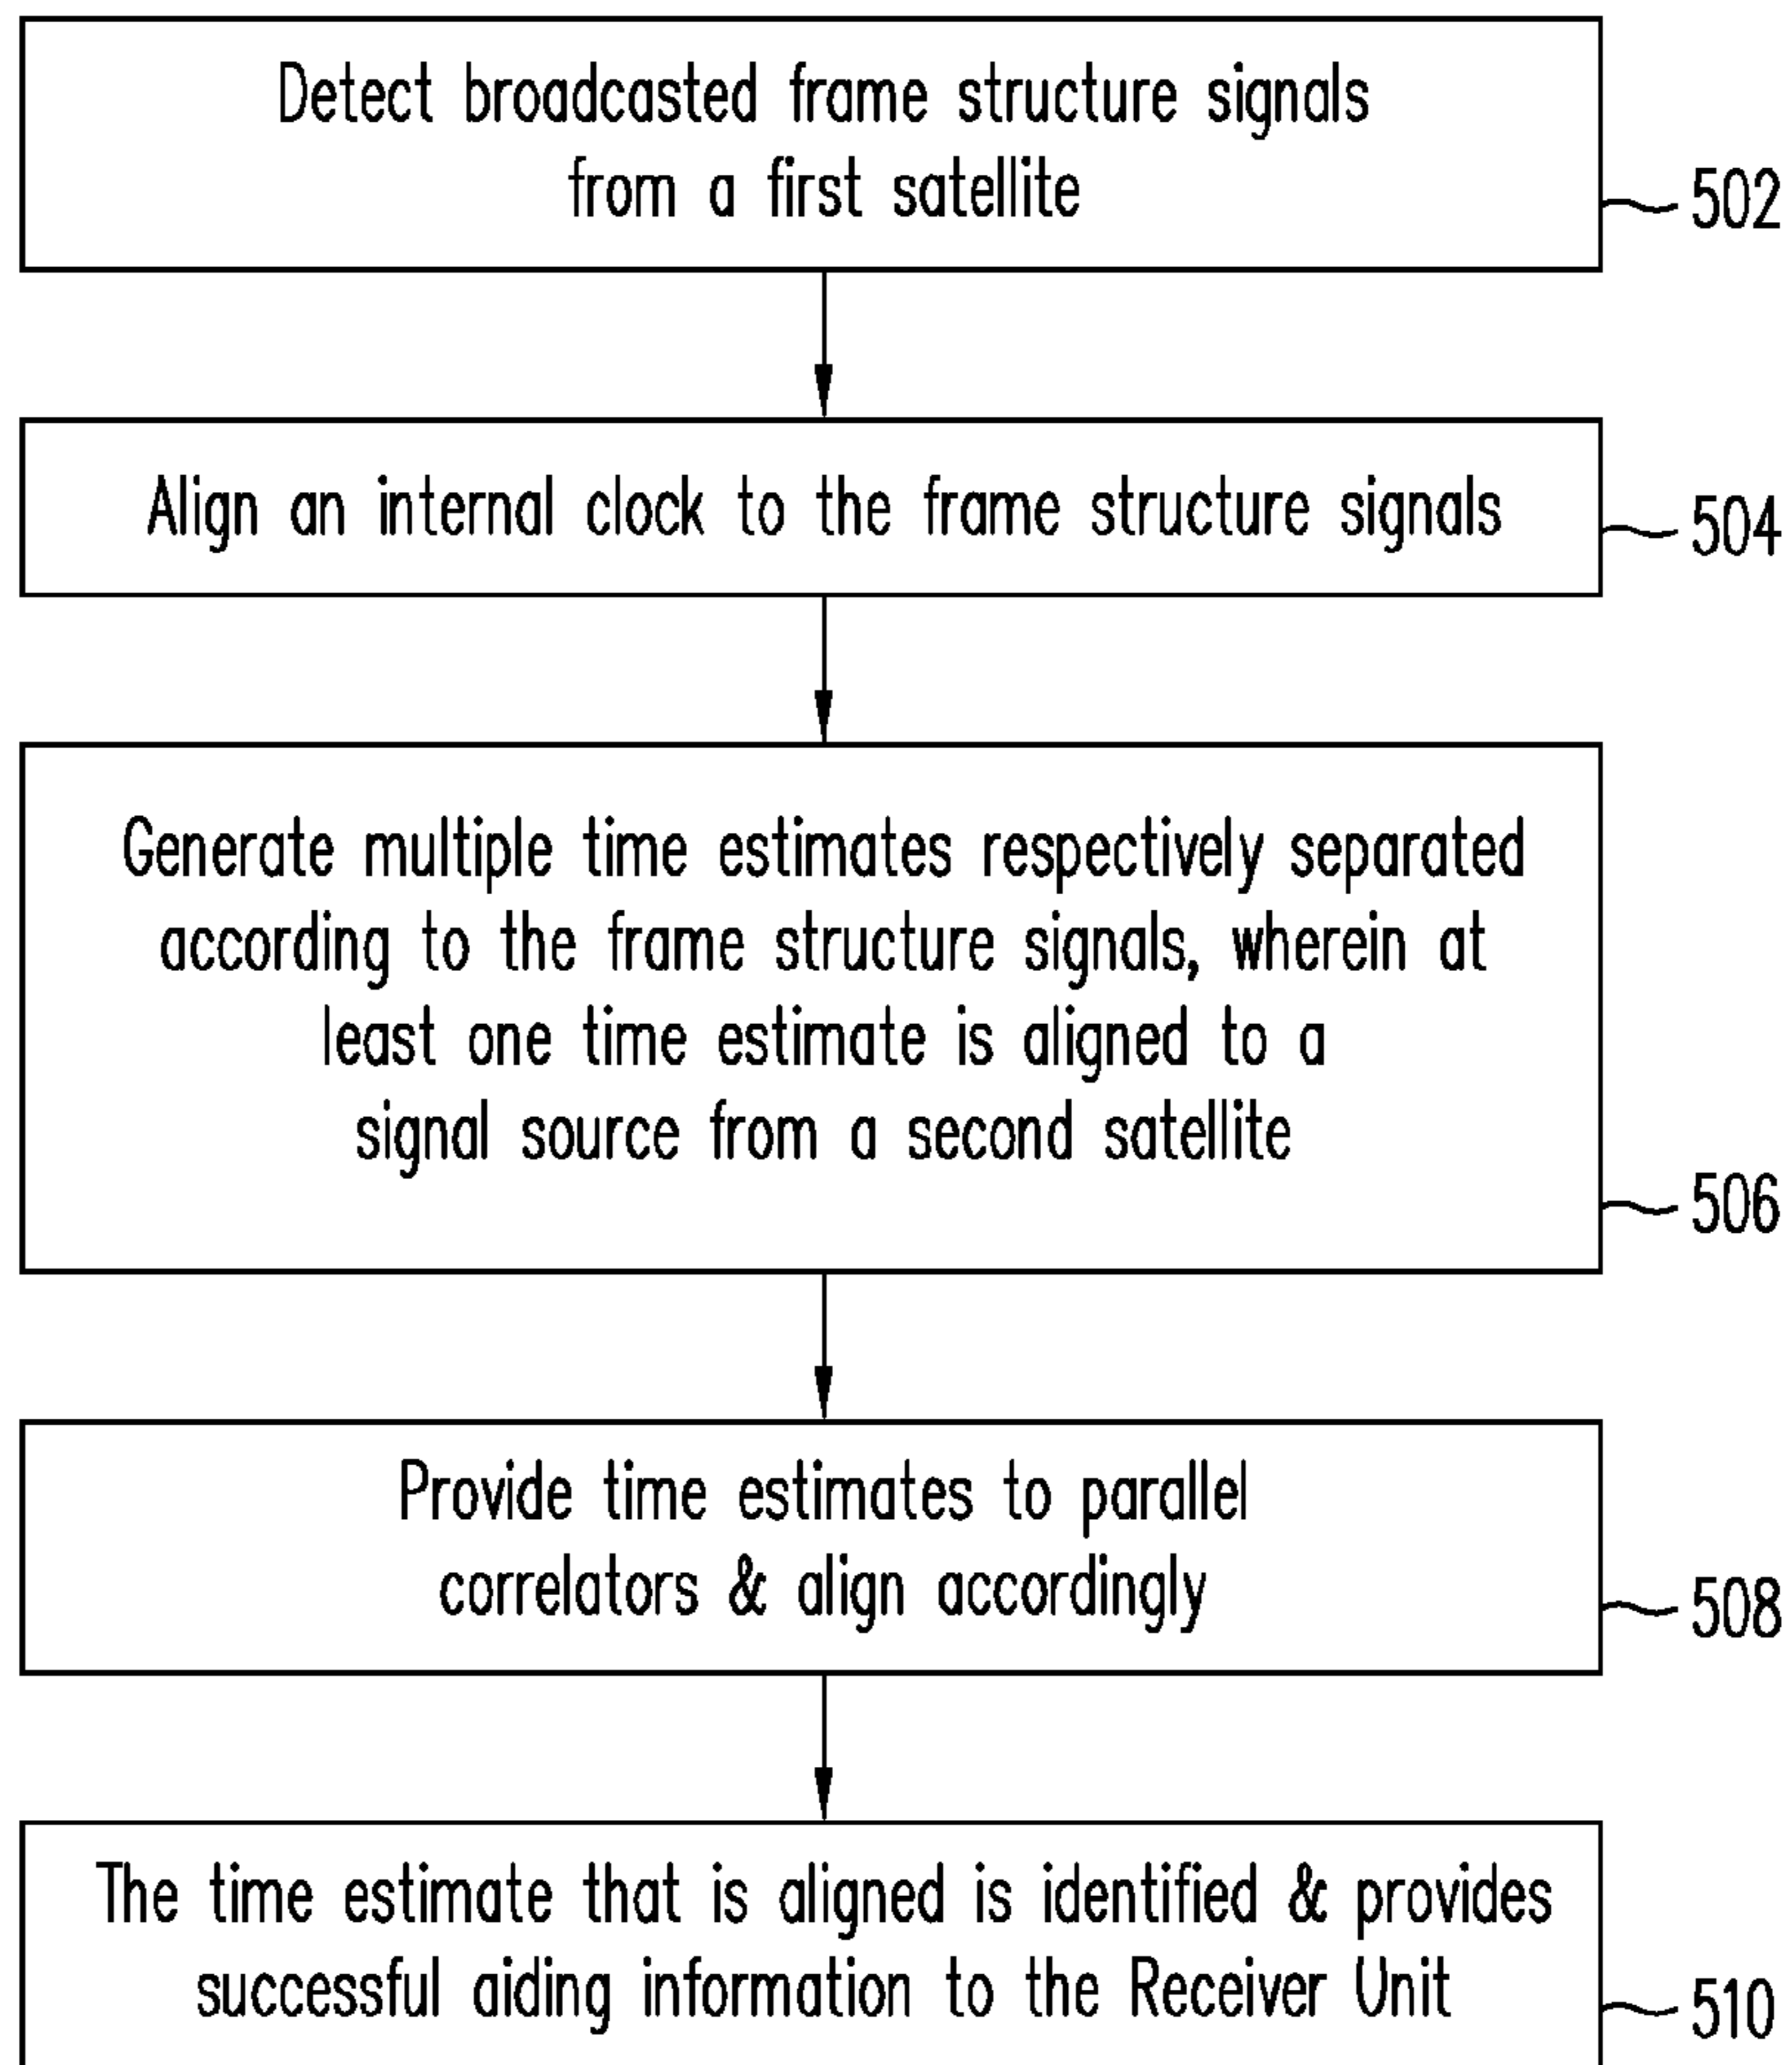 Detect broadcasted frame structure signals
from a first satellite
502
Align an internal clock to the frame structure signals
504
Generate multiple time estimates respectively separated
according to the frame structure signals, wherein at
least one time estimate is aligned to a
signal source from a second satellite
506
Provide time estimates to parallel
correlators & align accordingly
508
The time estimate that is aligned is identified & provides
successful aiding information to the Receiver Unit
510